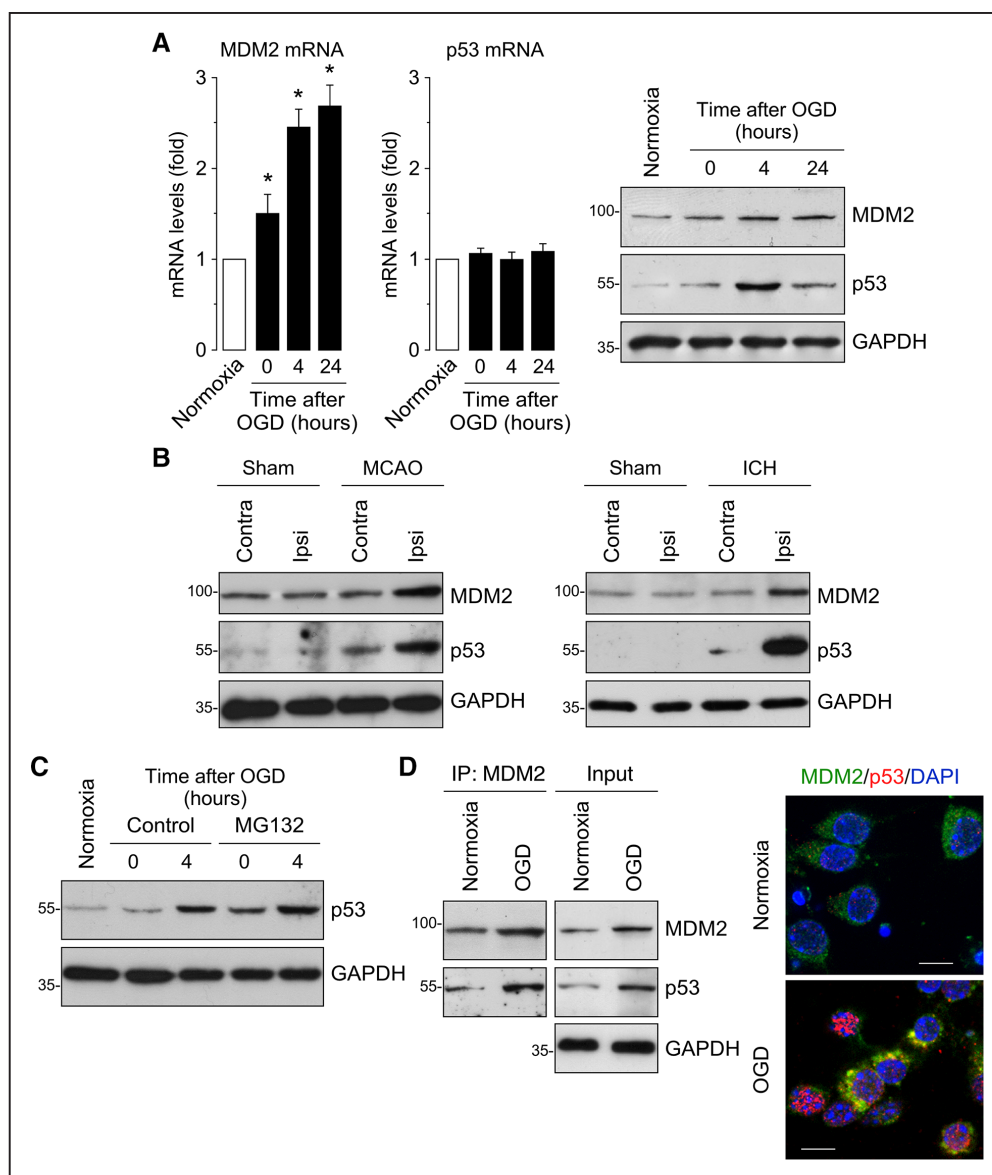 A
MDM2 mRNA
p53 mRNA
mRNA levels (fold)
3
2
1
0
*
*
*
Normoxia
0 4 24
Time after
OGD (hours)
mRNA levels (fold)
3
2
1
0
Normoxia
0 4 24
Time after
OGD (hours)
Normoxia
Time after OGD
(hours)
0 4 24
100- MDM2
55- p53
35- GAPDH
B
Sham MCAO
Contra Ipsi Contra Ipsi
100- MDM2
55- p53
35- GAPDH
Sham ICH
Contra Ipsi Contra Ipsi
100- MDM2
55- p53
35- GAPDH
C
Normoxia
Time after OGD
(hours)
Control MG132
0 4 0 4
55- p53
35- GAPDH
D
IP: MDM2 Input
Normoxia OGD Normoxia OGD
100- MDM2
55- p53
35- GAPDH
MDM2/p53/DAPI
Normoxia
OGD